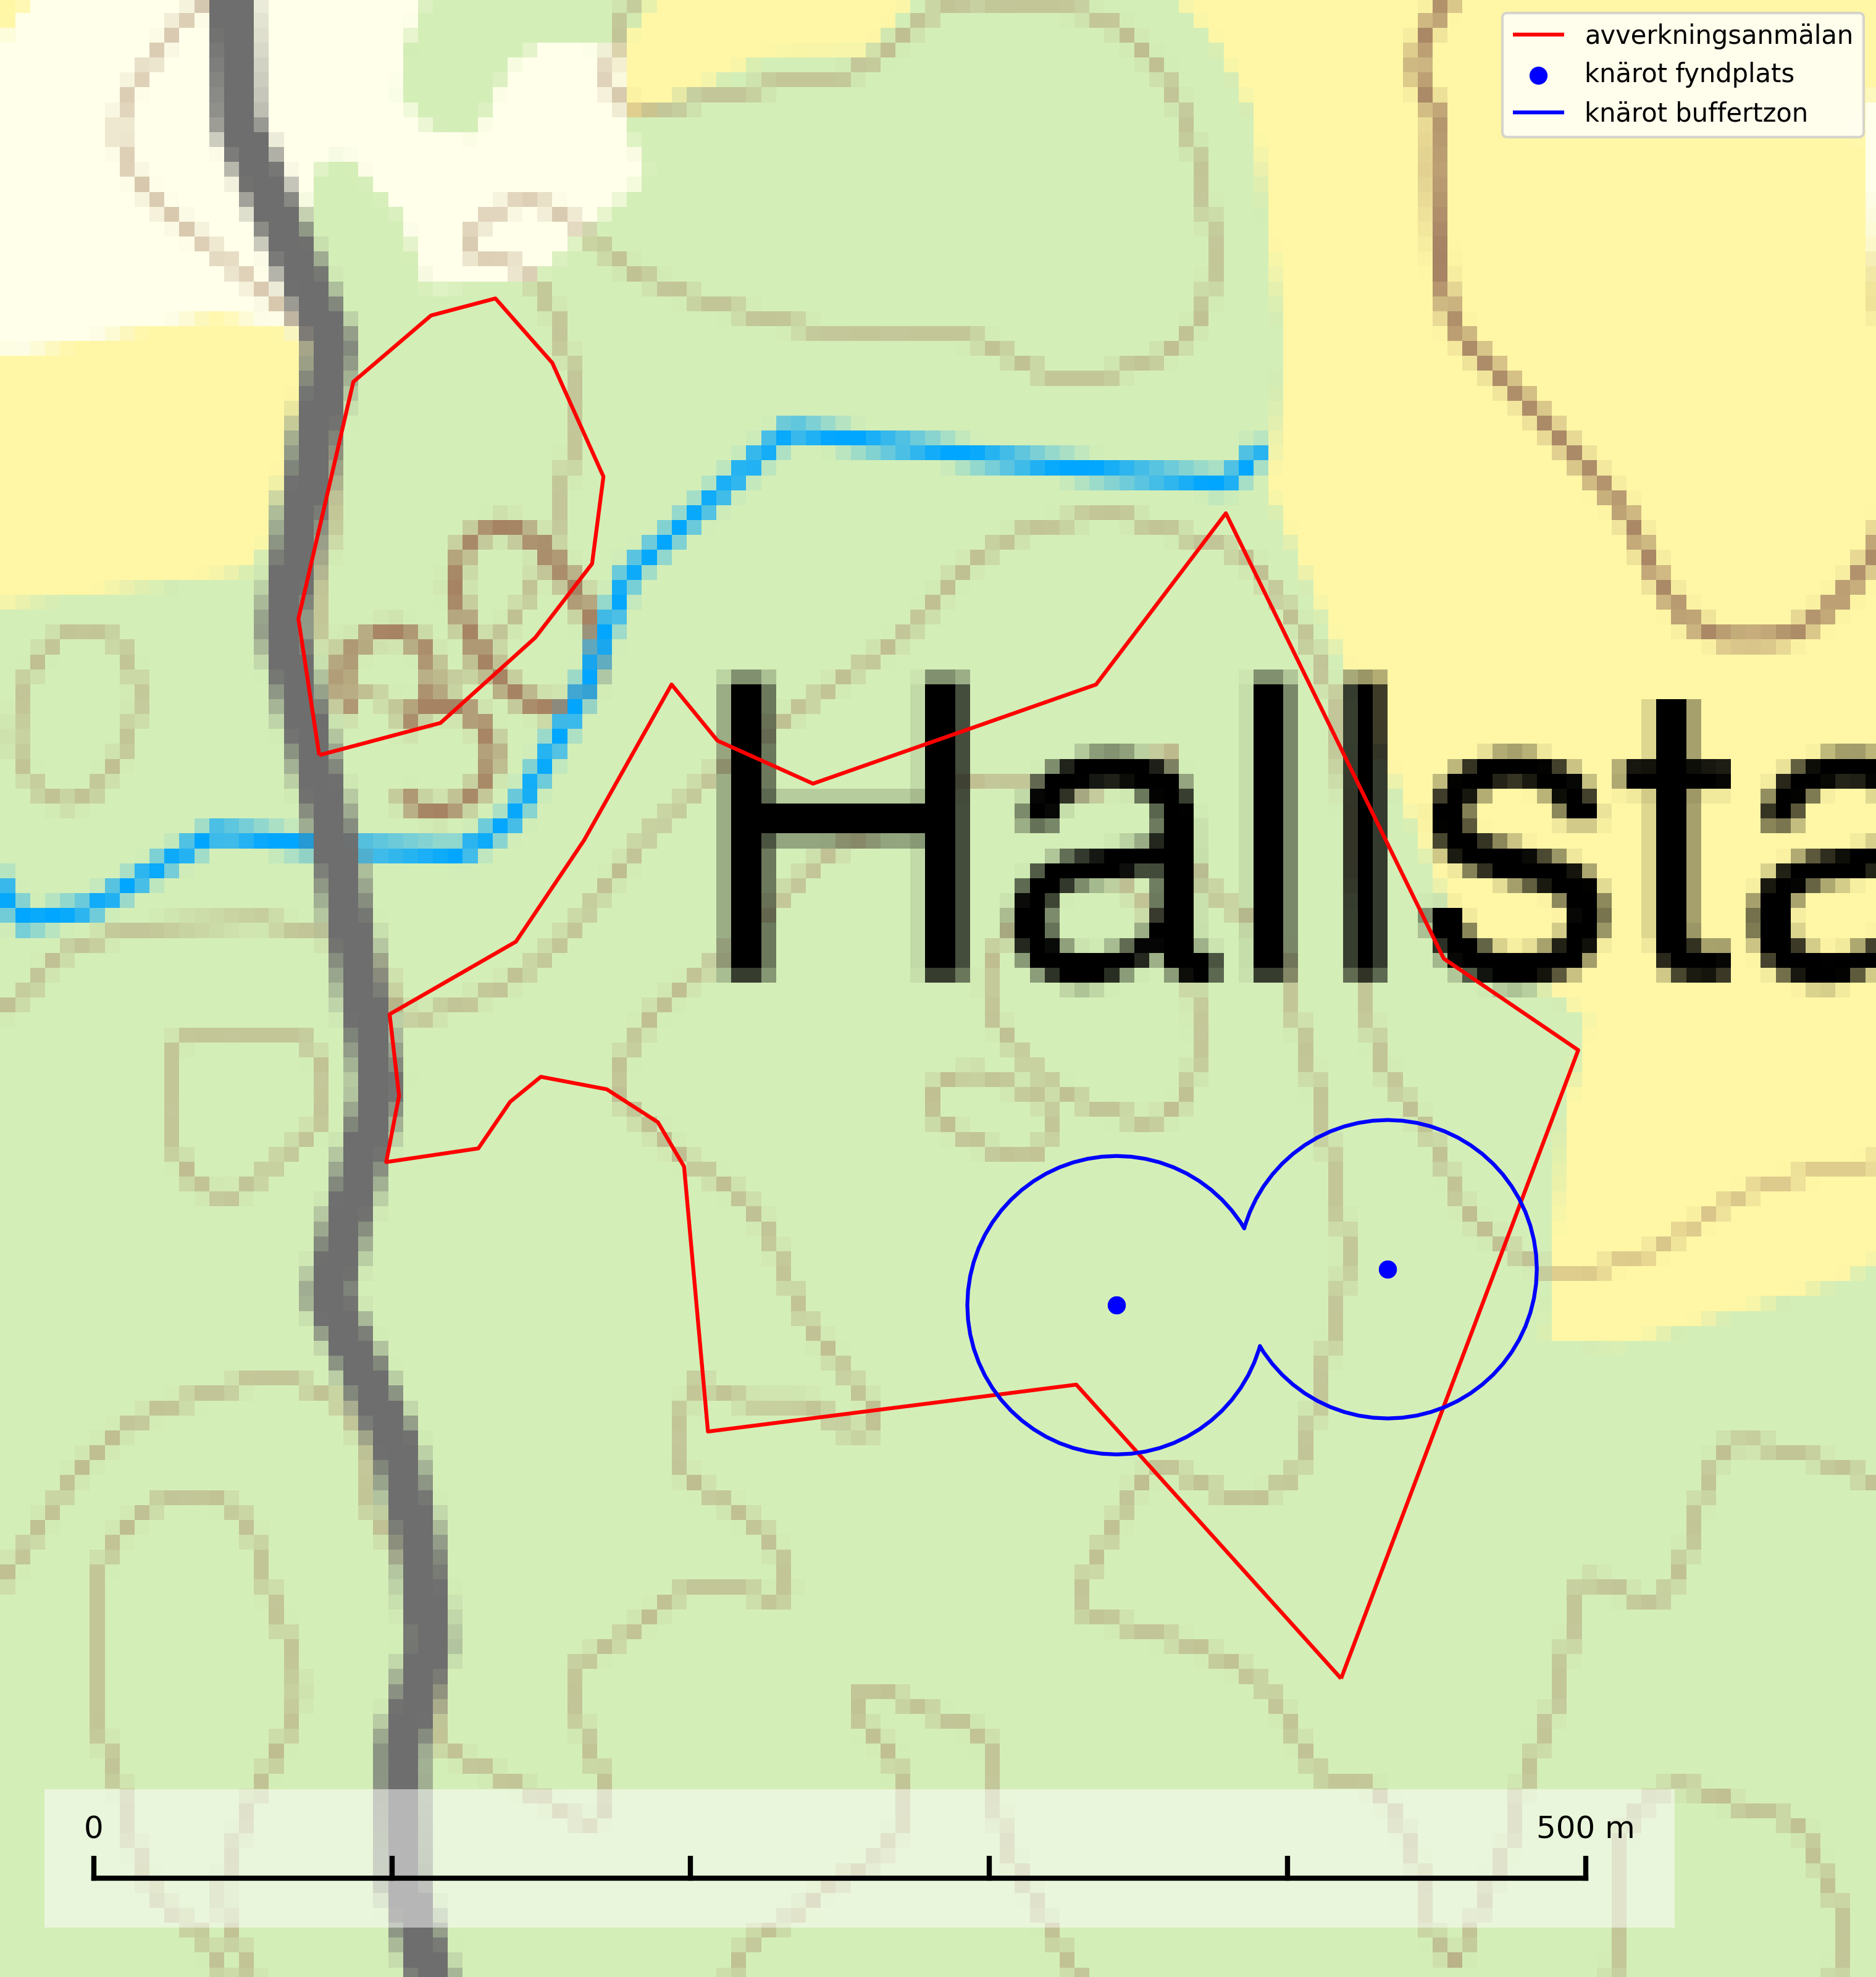 avverkningsanmälan
knärot fyndplats
knärot buffertzon
Hallsta
0 500 m